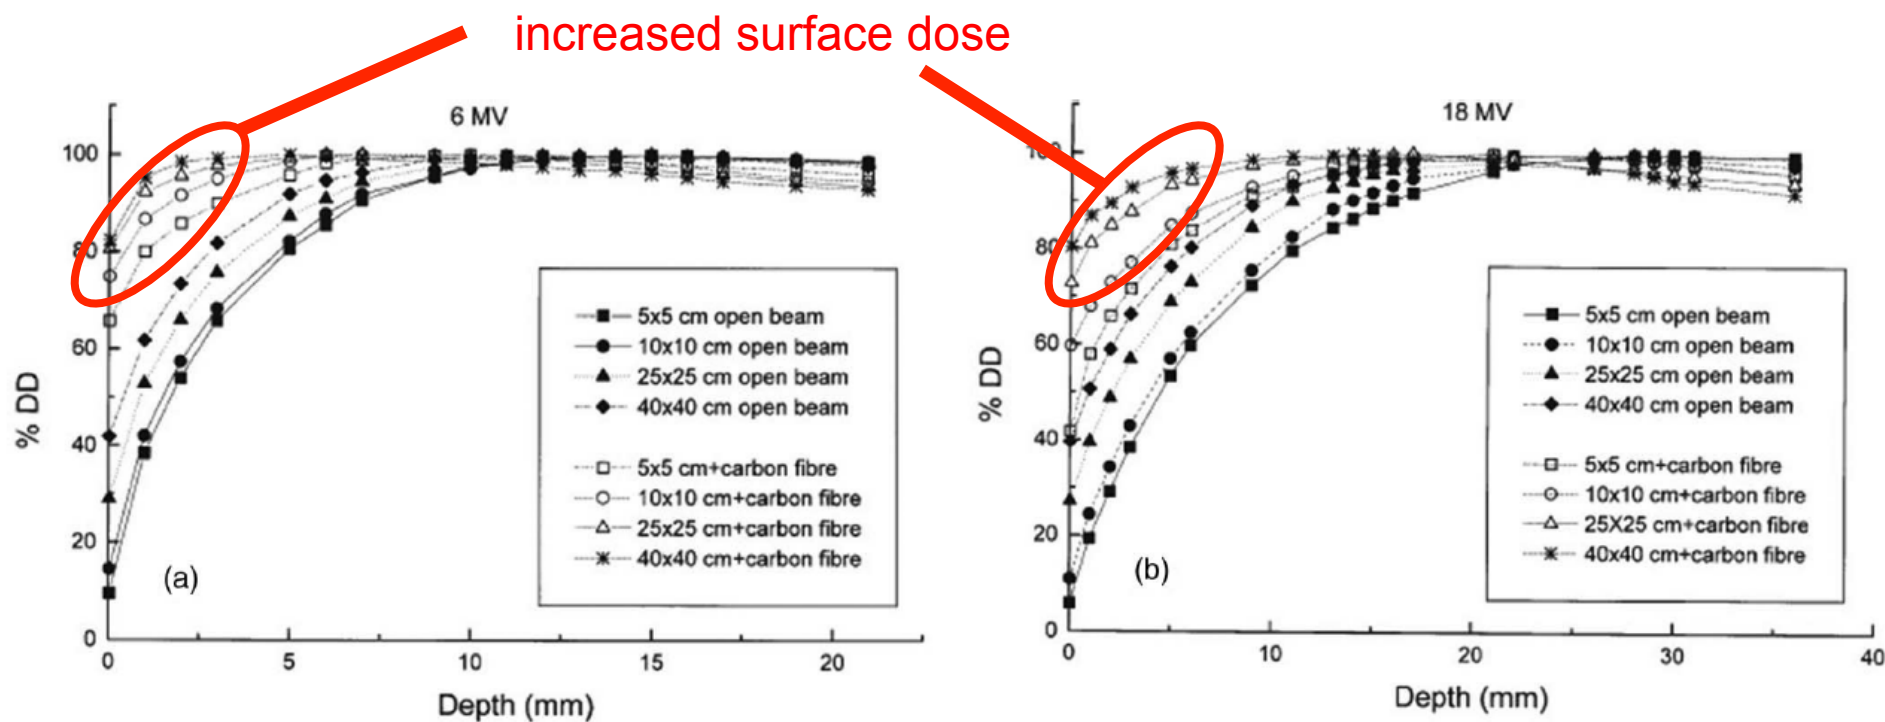 increased surface dose
6 MV
100
80
60
40
20
0
% DD
0 5 10 15 20
Depth (mm)
(a)
5x5 cm open beam
10x10 cm open beam
25x25 cm open beam
40x40 cm open beam
5x5 cm+carbon fibre
10x10 cm+carbon fibre
25x25 cm+carbon fibre
40x40 cm+carbon fibre
18 MV
100
80
60
40
20
0
% DD
0 10 20 30 40
Depth (mm)
(b)
5x5 cm open beam
10x10 cm open beam
25x25 cm open beam
40x40 cm open beam
5x5 cm+carbon fibre
10x10 cm+carbon fibre
25X25 cm+carbon fibre
40x40 cm+carbon fibre